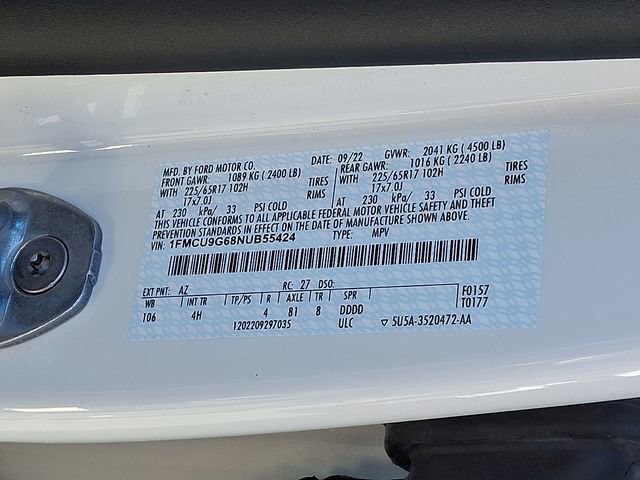 MFD. BY FORD MOTOR CO. DATE: 09/22 GVWR: 2041 KG ( 4500 LB)
FRONT GAWR: 1089 KG ( 2400 LB) REAR GAWR: 1016 KG ( 2240 LB)
WITH 225/65R17 102H TIRES WITH 225/65R17 102H TIRES
17x7.0J RIMS 17x7.0J RIMS
AT 230 kPa/ 33 PSI COLD AT 230 kPa/ 33 PSI COLD
THIS VEHICLE CONFORMS TO ALL APPLICABLE FEDERAL MOTOR VEHICLE SAFETY AND THEFT
PREVENTION STANDARDS IN EFFECT ON THE DATE OF MANUFACTURE SHOWN ABOVE.
VIN: 1FMCU9G68NUB55424 TYPE: MPV
EXT PNT: AZ RC: 27 DSO: F0157
WB INT TR TP/PS R AXLE TR SPR T0177
106 4H 4 81 8 DDDD
1202209297035 ULC 5U5A-3520472-AA